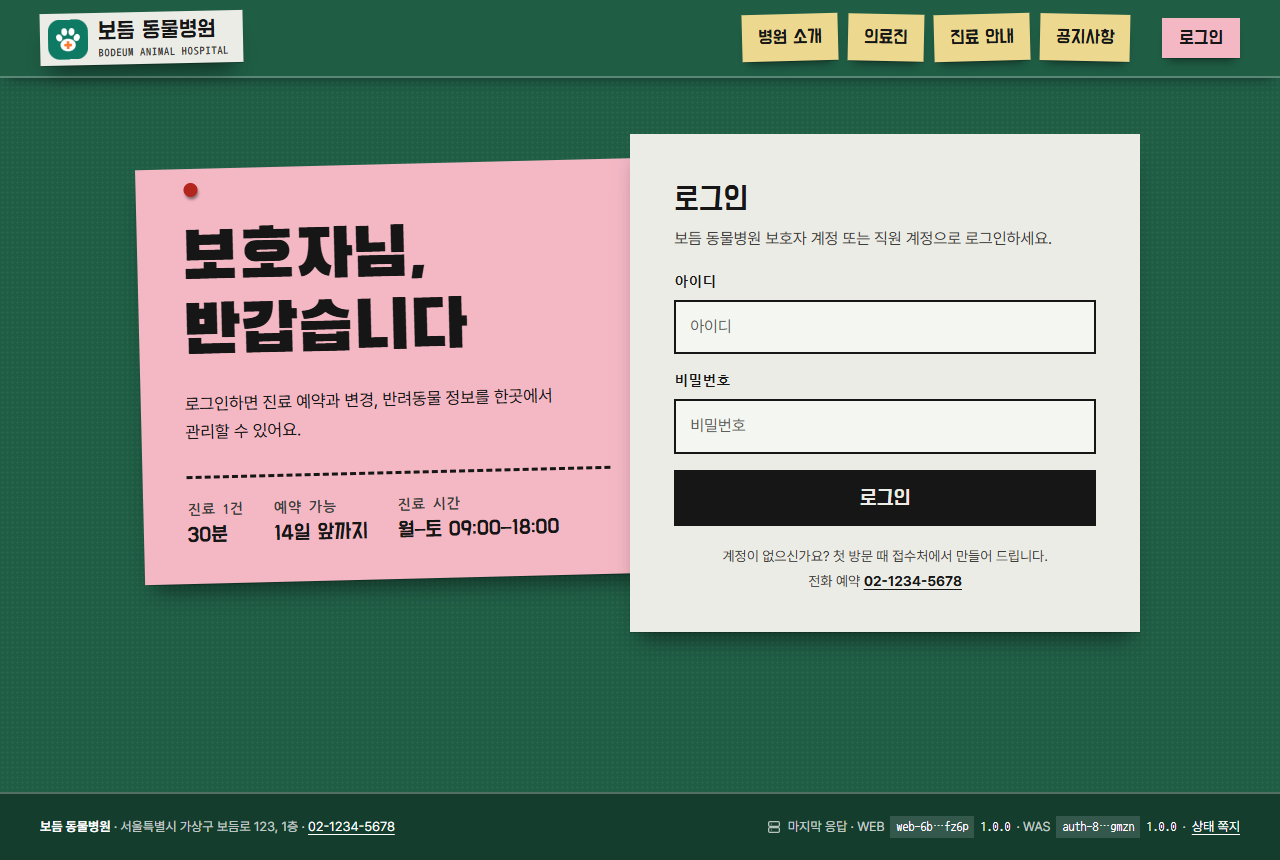 보듬 동물병원
BODEUM ANIMAL HOSPITAL
병원 소개
의료진
진료 안내
공지사항
로그인
보호자님,
반갑습니다
로그인하면 진료 예약과 변경, 반려동물 정보를 한곳에서
관리할 수 있어요.
진료 1건
30분
예약 가능
14일 앞까지
진료 시간
월–토 09:00–18:00
로그인
보듬 동물병원 보호자 계정 또는 직원 계정으로 로그인하세요.
아이디
아이디
비밀번호
비밀번호
로그인
계정이 없으신가요? 첫 방문 때 접수처에서 만들어 드립니다.
전화 예약 02-1234-5678
보듬 동물병원 · 서울특별시 가상구 보듬로 123, 1층 · 02-1234-5678
마지막 응답 · WEB web-6b…fz6p 1.0.0 · WAS auth-8…gmzn 1.0.0 · 상태 쪽지